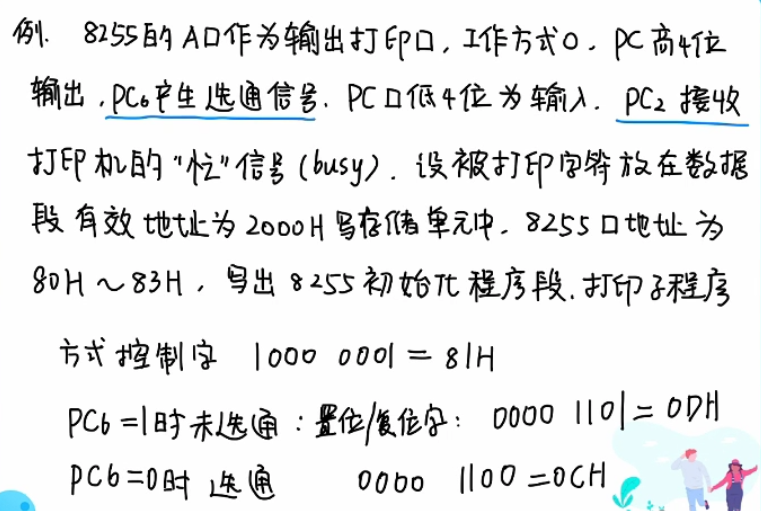 例. 8255的A口作为输出打印口, 工作方式0. PC高4位
输出, PC6产生选通信号. PC口低4位为输入. PC2接收
打印机的"忙"信号(busy). 设被打印字符放在数据
段有效地址为2000H号存储单元中. 8255口地址为
80H~83H, 写出8255初始化程序段.打印子程序
方式控制字 1000 0001=81H
PC6=1时未选通:置位/复位字: 0000 1101=0DH
PC6=0时 选通 0000 1100=0CH